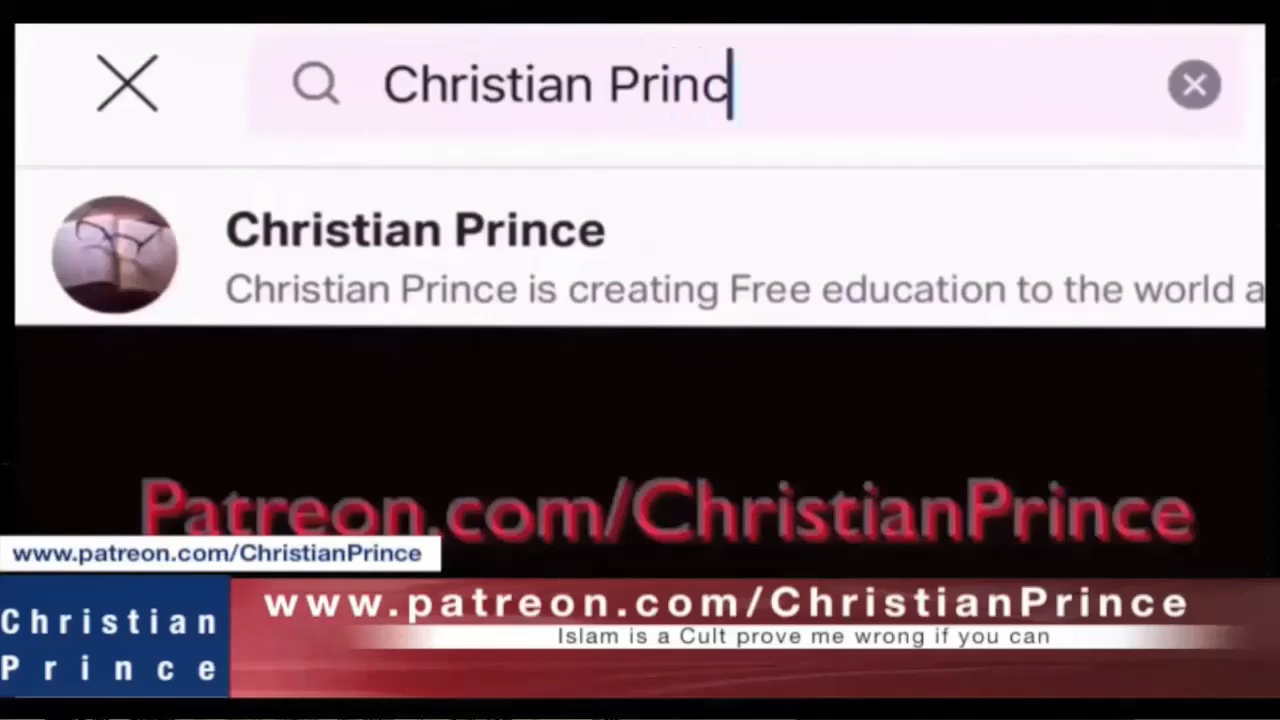 Christian Princ
Christian Prince
Christian Prince is creating Free education to the world a
Patreon.com/ChristianPrince
www.patreon.com/ChristianPrince
Christian
Prince
www.patreon.com/ChristianPrince
Islam is a Cult prove me wrong if you can